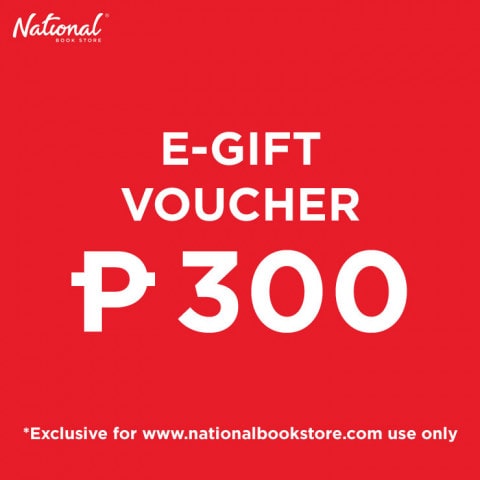 National®
BOOK STORE
E-GIFT
VOUCHER
₱ 300
*Exclusive for www.nationalbookstore.com use only